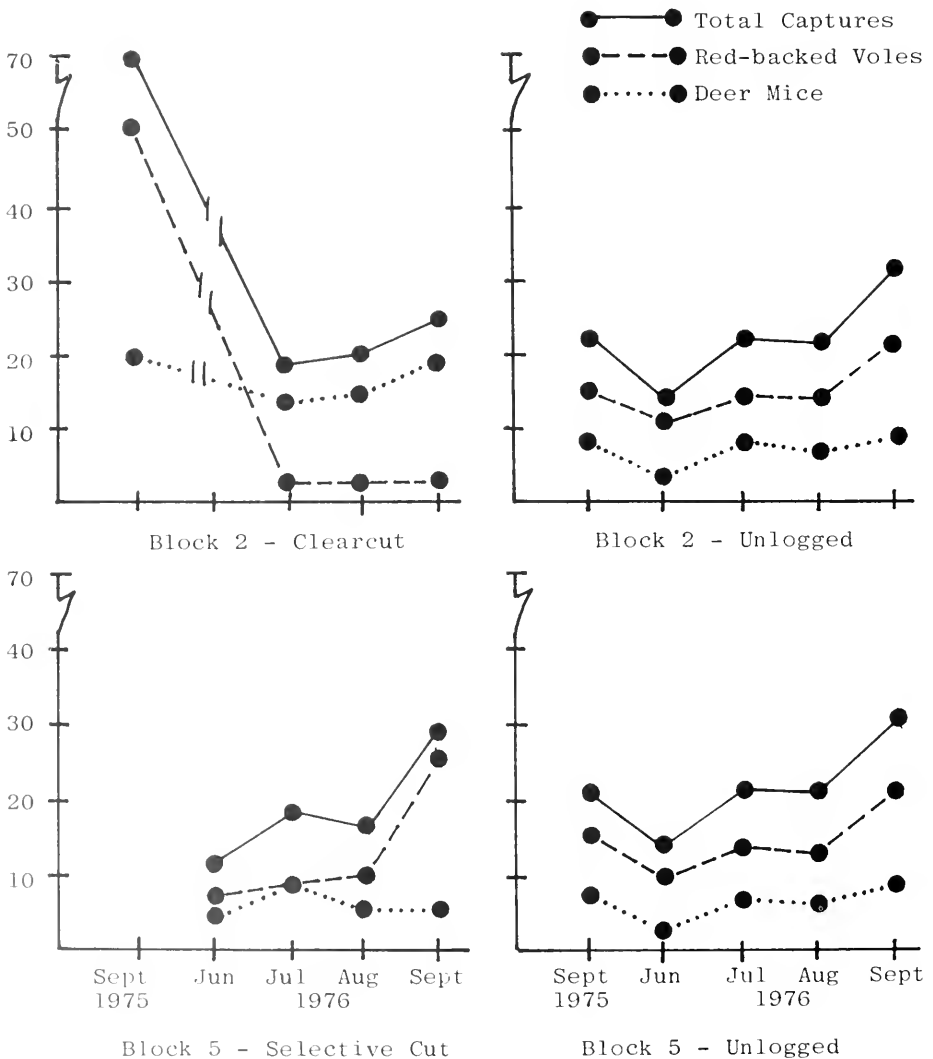 Total Captures
Red-backed Voles
Deer Mice
70
50
40
30
20
10
Block 2 - Clearcut
Block 2 - Unlogged
70
40
30
20
10
Sept Jun Jul Aug Sept
1975 1976
Sept Jun Jul Aug Sept
1975 1976
Block 5 - Selective Cut
Block 5 - Unlogged